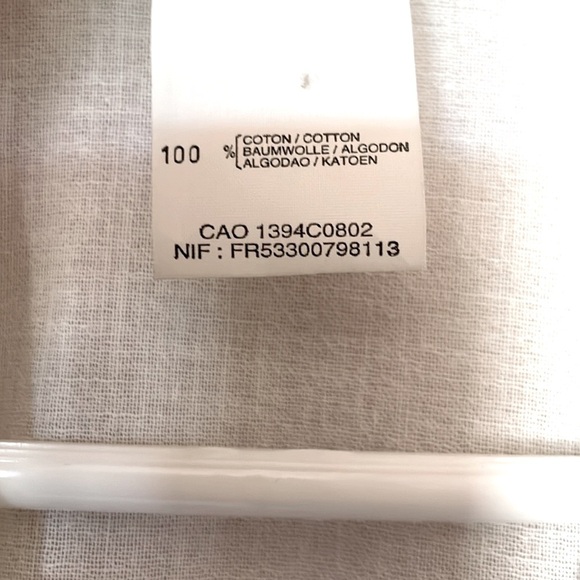 100 % COTON / COTTON
BAUMWOLLE / ALGODON
ALGODAO / KATOEN
CAO 1394C0802
NIF : FR53300798113